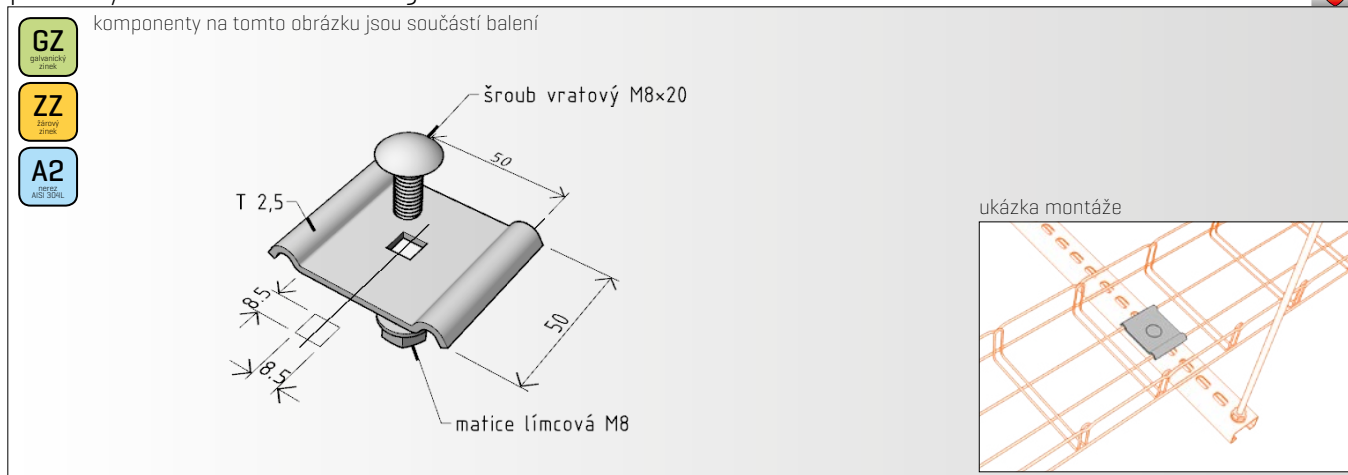 komponenty na tomto obrázku jsou součástí balení
GZ
galvanický
zinek
ZZ
žárový
zinek
A2
nerez
AISI 304L
šroub vratový M8×20
50
T 2,5
8.5
8.5
50
matice límcová M8
ukázka montáže